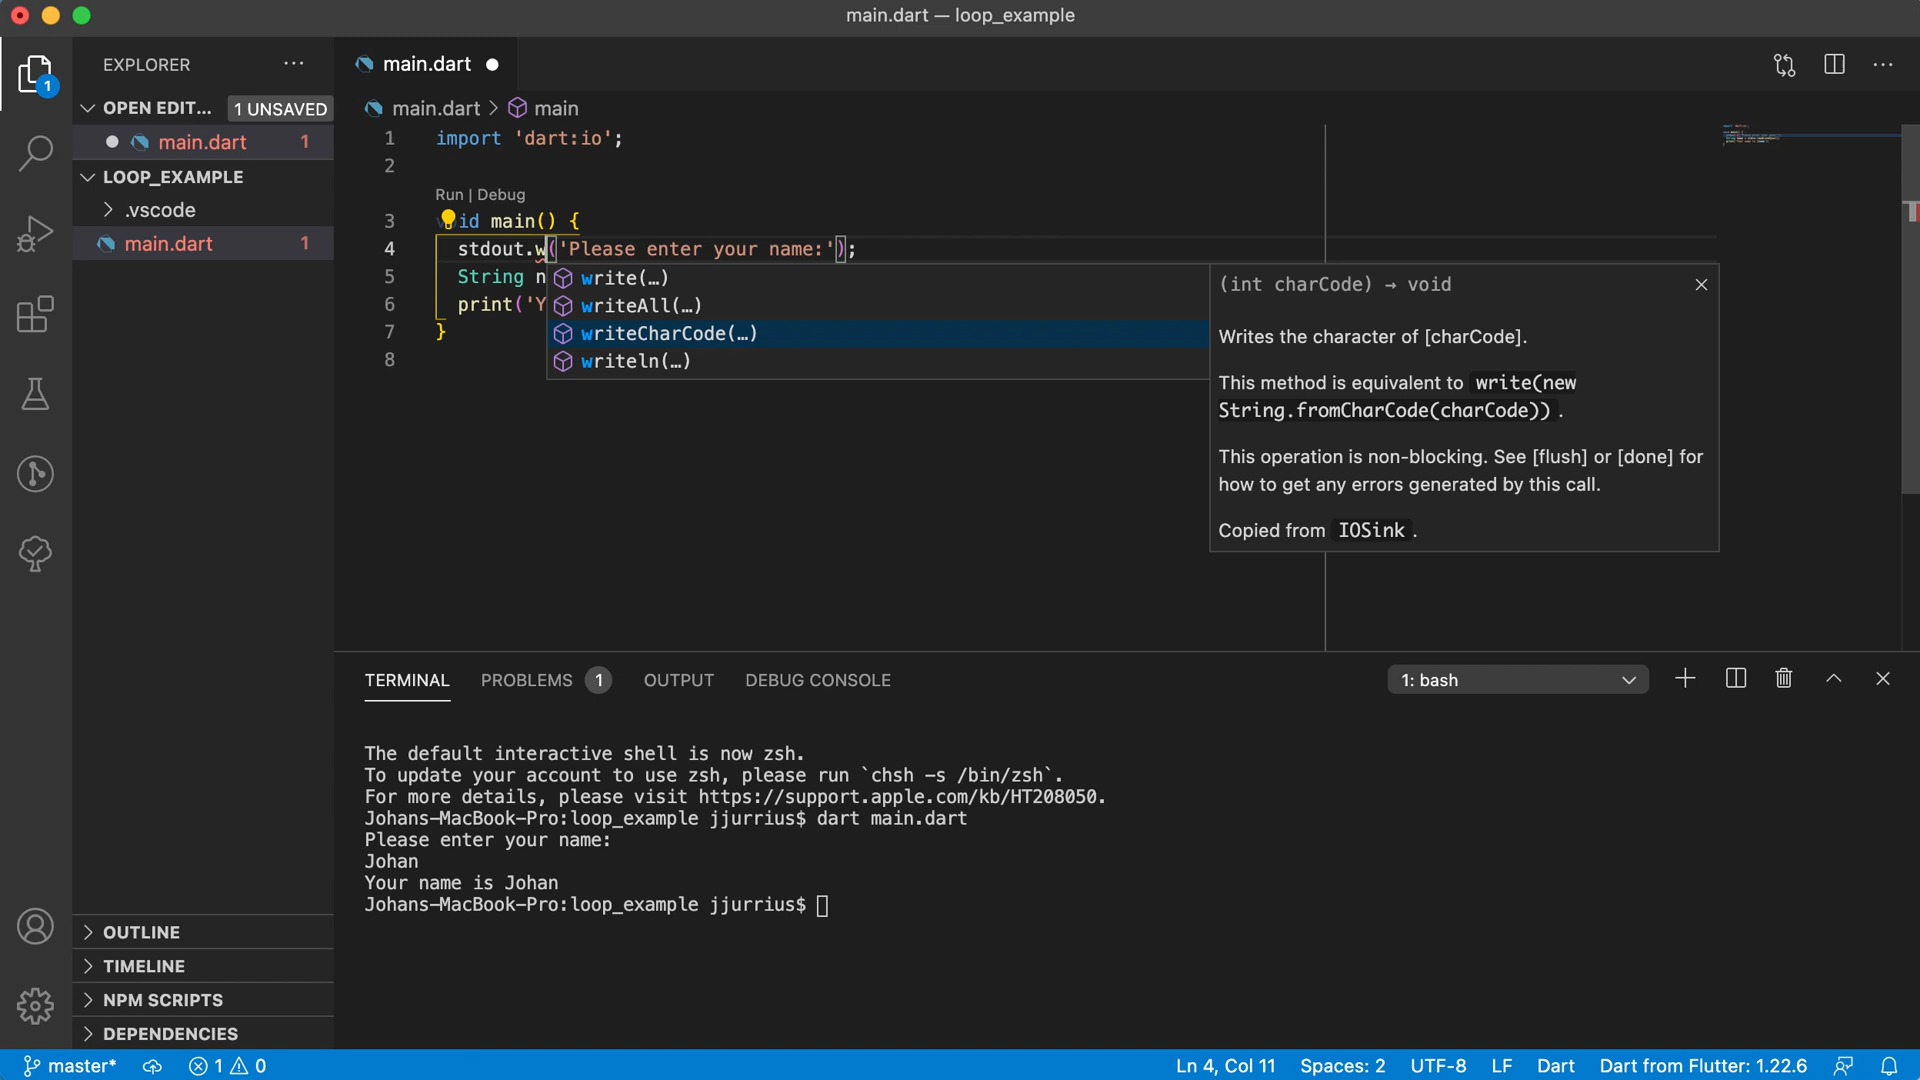 main.dart — loop_example
EXPLORER
main.dart
1
OPEN EDIT...
1 UNSAVED
main.dart > main
main.dart 1
LOOP_EXAMPLE
.vscode
main.dart 1
1 import 'dart:io';
2
Run | Debug
3 id main() {
4 stdout.w('Please enter your name:');
5 String n
6 print('Y
7 }
8
write(…)
writeAll(…)
writeCharCode(…)
writeln(…)
(int charCode) → void
Writes the character of [charCode].
This method is equivalent to write(new
String.fromCharCode(charCode)) .
This operation is non-blocking. See [flush] or [done] for
how to get any errors generated by this call.
Copied from IOSink .
TERMINAL PROBLEMS 1 OUTPUT DEBUG CONSOLE
1: bash
The default interactive shell is now zsh.
To update your account to use zsh, please run `chsh -s /bin/zsh`.
For more details, please visit https://support.apple.com/kb/HT208050.
Johans-MacBook-Pro:loop_example jjurrius$ dart main.dart
Please enter your name:
Johan
Your name is Johan
Johans-MacBook-Pro:loop_example jjurrius$
OUTLINE
TIMELINE
NPM SCRIPTS
DEPENDENCIES
master* 1 0
Ln 4, Col 11 Spaces: 2 UTF-8 LF Dart Dart from Flutter: 1.22.6